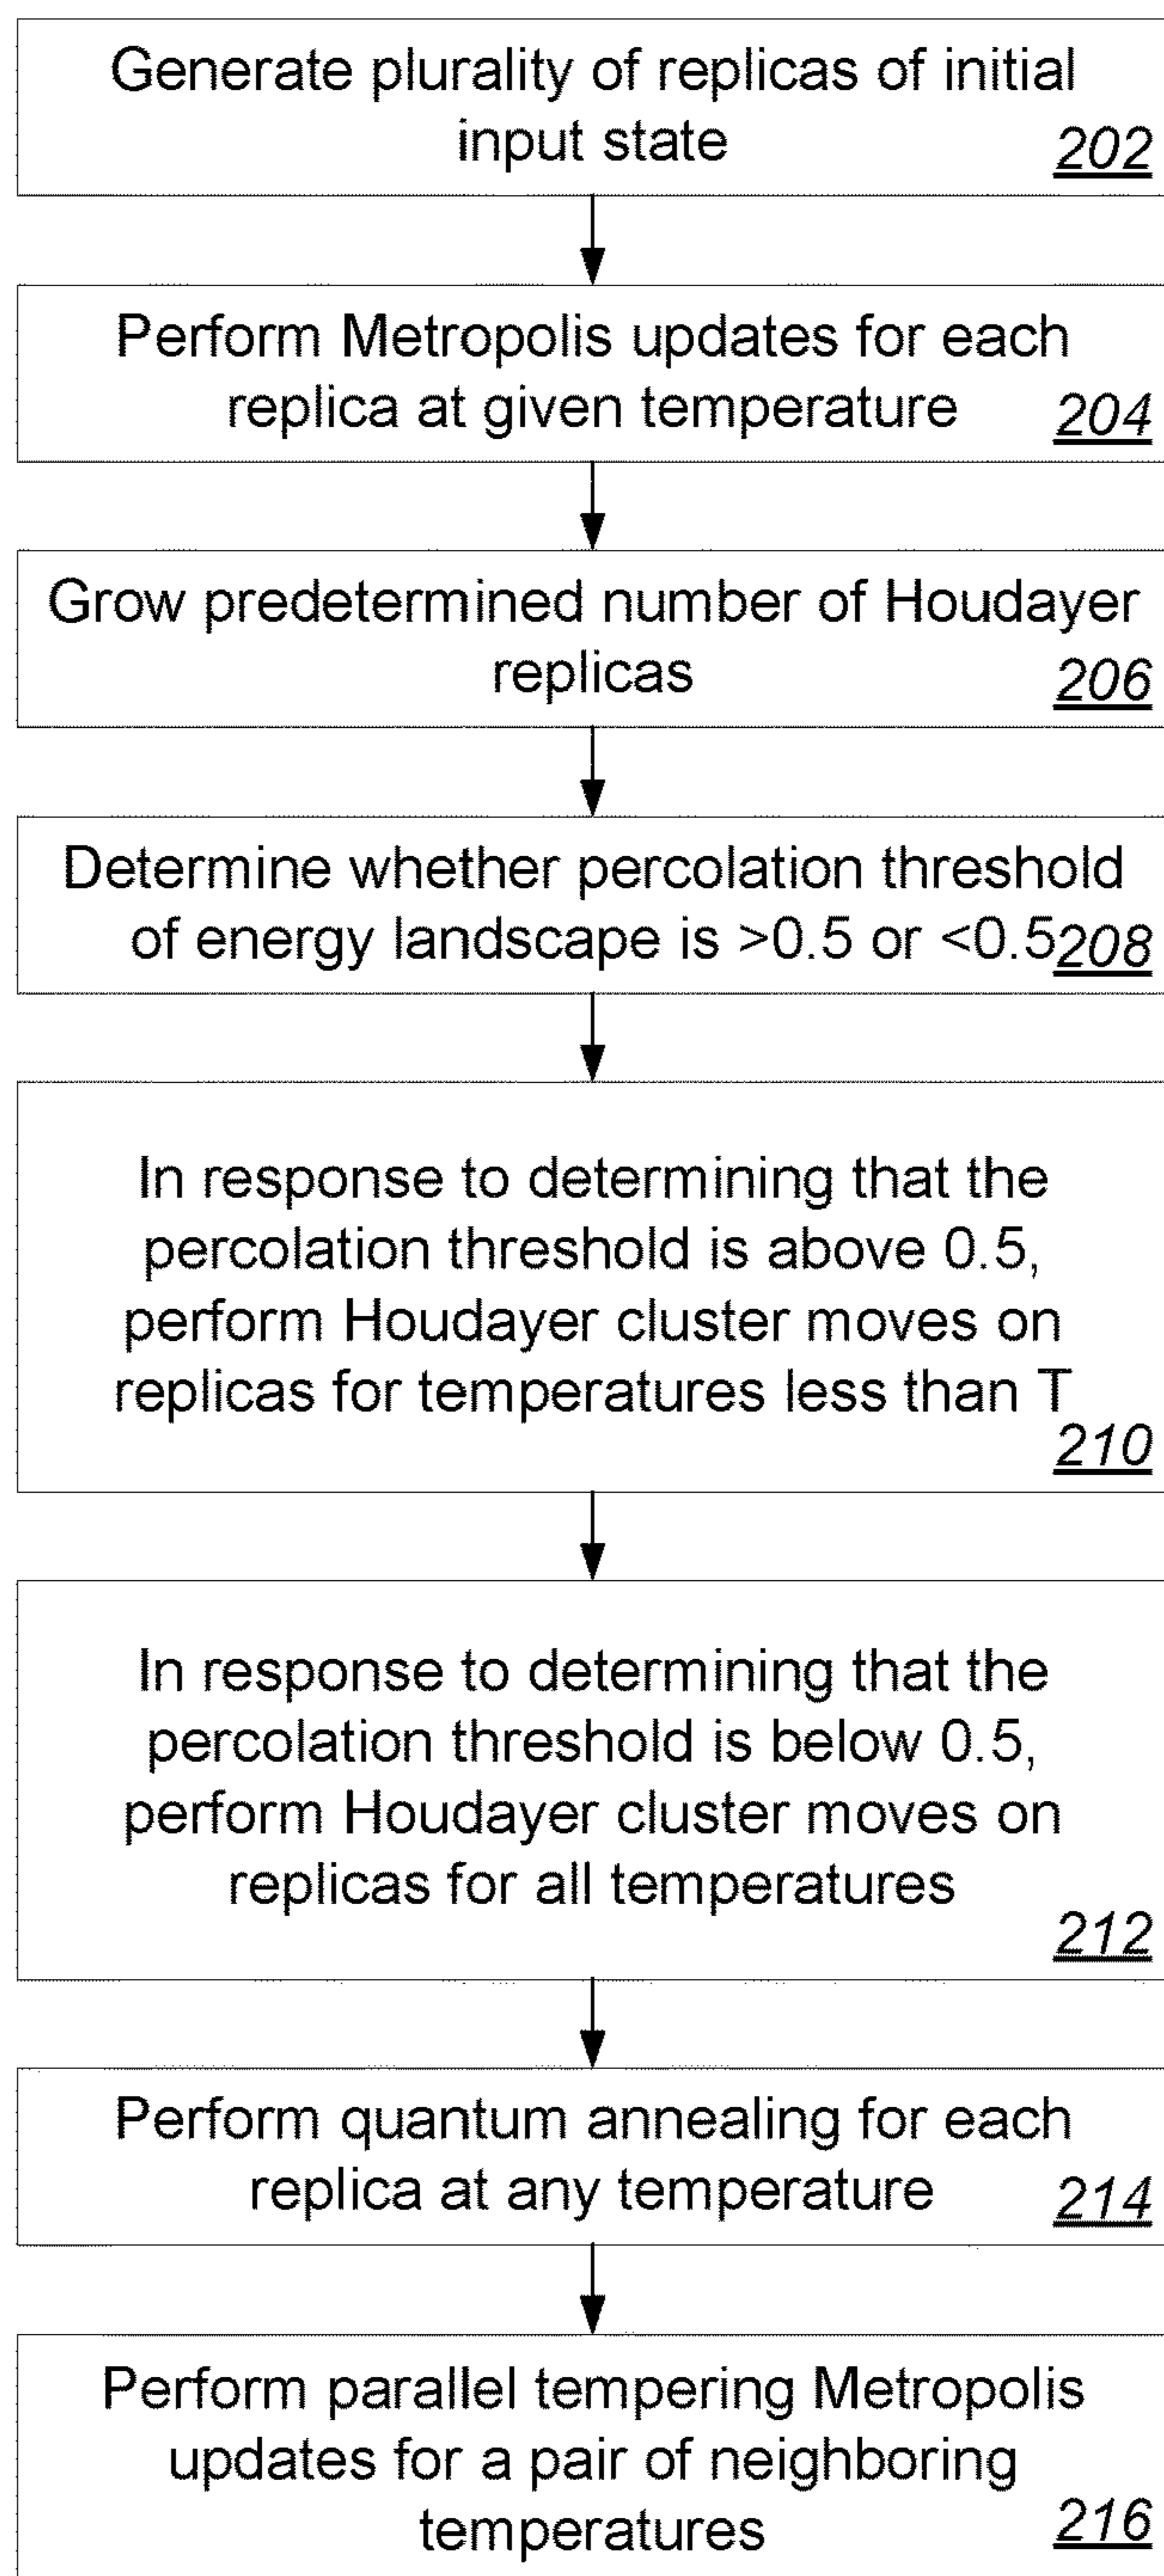 Generate plurality of replicas of initial
input state
202
Perform Metropolis updates for each
replica at given temperature
204
Grow predetermined number of Houdayer
replicas
206
Determine whether percolation threshold
of energy landscape is >0.5 or <0.5
208
In response to determining that the
percolation threshold is above 0.5,
perform Houdayer cluster moves on
replicas for temperatures less than T
210
In response to determining that the
percolation threshold is below 0.5,
perform Houdayer cluster moves on
replicas for all temperatures
212
Perform quantum annealing for each
replica at any temperature
214
Perform parallel tempering Metropolis
updates for a pair of neighboring
temperatures
216